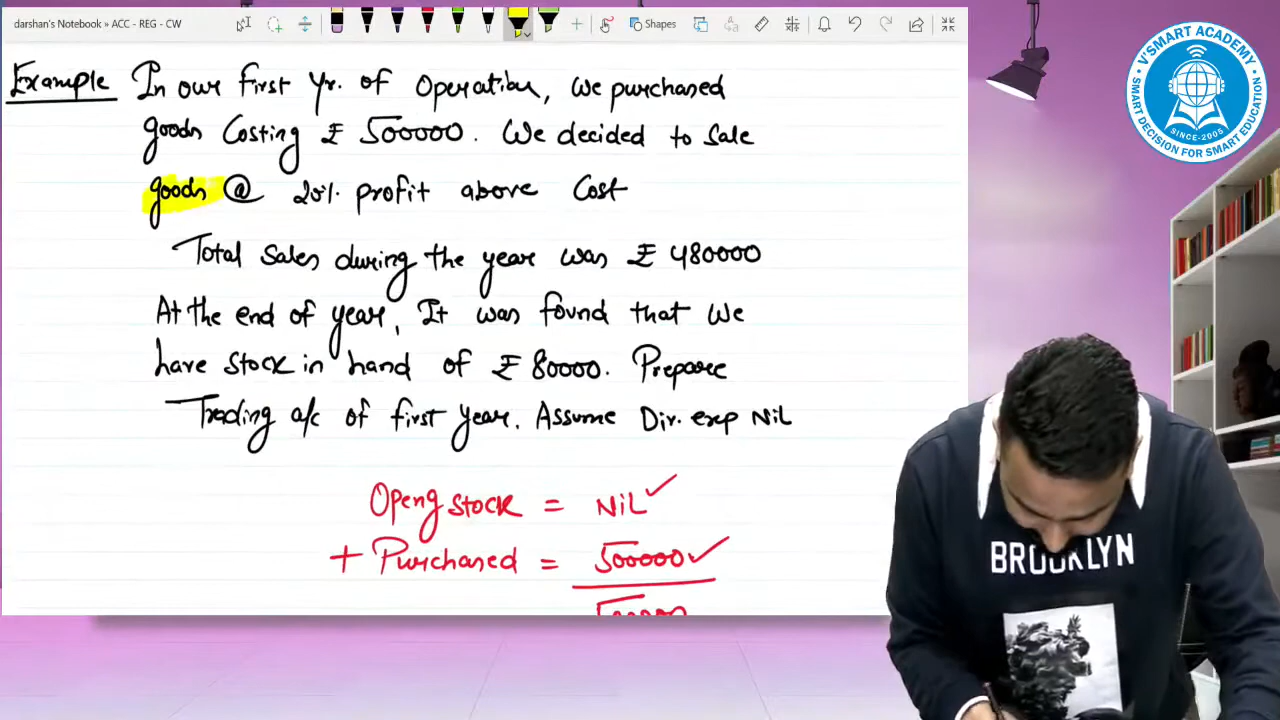 darshan's Notebook » ACC - REG - CW
Shapes
Example In our first Yr. of Operation, We purchased
goods Costing ₹ 500000. We decided to sale
goods @ 20% profit above Cost
Total Sales during the year was ₹ 480000
At the end of year, It was found that We
have stock in hand of ₹ 80000. Prepare
Trading a/c of first Year. Assume Dir. exp Nil
Openg stock = Nil ✓
+ Purchased = 500000 ✓
500000
V'SMART ACADEMY
SINCE-2005
SMART DECISION FOR SMART EDUCATION
BROOKLYN